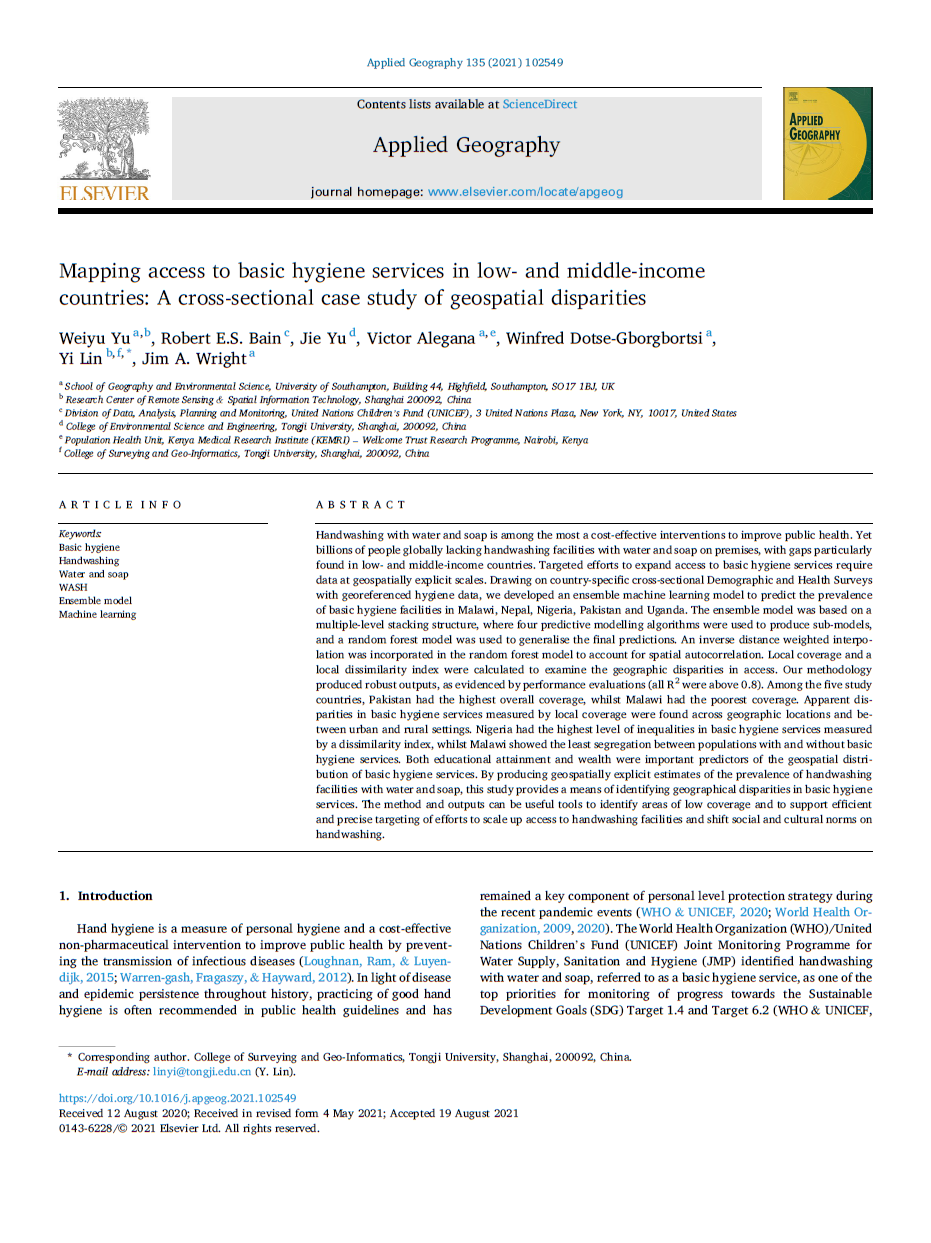 Applied Geography 135 (2021) 102549
Contents lists available at ScienceDirect
Applied Geography
journal homepage: www.elsevier.com/locate/apgeog
ELSEVIER
APPLIED
GEOGRAPHY
Mapping access to basic hygiene services in low- and middle-income
countries: A cross-sectional case study of geospatial disparities
Weiyu Yu a,b, Robert E.S. Bain c, Jie Yu d, Victor Alegana a,e, Winfred Dotse-Gborgbortsi a,
Yi Lin b,f,*, Jim A. Wright a
a School of Geography and Environmental Science, University of Southampton, Building 44, Highfield, Southampton, SO17 1BJ, UK
b Research Center of Remote Sensing & Spatial Information Technology, Shanghai 200092, China
c Division of Data, Analysis, Planning and Monitoring, United Nations Children's Fund (UNICEF), 3 United Nations Plaza, New York, NY, 10017, United States
d College of Environmental Science and Engineering, Tongji University, Shanghai, 200092, China
e Population Health Unit, Kenya Medical Research Institute (KEMRI) – Wellcome Trust Research Programme, Nairobi, Kenya
f College of Surveying and Geo-Informatics, Tongji University, Shanghai, 200092, China
ARTICLE INFO
Keywords:
Basic hygiene
Handwashing
Water and soap
WASH
Ensemble model
Machine learning
ABSTRACT
Handwashing with water and soap is among the most a cost-effective interventions to improve public health. Yet
billions of people globally lacking handwashing facilities with water and soap on premises, with gaps particularly
found in low- and middle-income countries. Targeted efforts to expand access to basic hygiene services require
data at geospatially explicit scales. Drawing on country-specific cross-sectional Demographic and Health Surveys
with georeferenced hygiene data, we developed an ensemble machine learning model to predict the prevalence
of basic hygiene facilities in Malawi, Nepal, Nigeria, Pakistan and Uganda. The ensemble model was based on a
multiple-level stacking structure, where four predictive modelling algorithms were used to produce sub-models,
and a random forest model was used to generalise the final predictions. An inverse distance weighted interpo-
lation was incorporated in the random forest model to account for spatial autocorrelation. Local coverage and a
local dissimilarity index were calculated to examine the geographic disparities in access. Our methodology
produced robust outputs, as evidenced by performance evaluations (all R2 were above 0.8). Among the five study
countries, Pakistan had the highest overall coverage, whilst Malawi had the poorest coverage. Apparent dis-
parities in basic hygiene services measured by local coverage were found across geographic locations and be-
tween urban and rural settings. Nigeria had the highest level of inequalities in basic hygiene services measured
by a dissimilarity index, whilst Malawi showed the least segregation between populations with and without basic
hygiene services. Both educational attainment and wealth were important predictors of the geospatial distri-
bution of basic hygiene services. By producing geospatially explicit estimates of the prevalence of handwashing
facilities with water and soap, this study provides a means of identifying geographical disparities in basic hygiene
services. The method and outputs can be useful tools to identify areas of low coverage and to support efficient
and precise targeting of efforts to scale up access to handwashing facilities and shift social and cultural norms on
handwashing.
1. Introduction
Hand hygiene is a measure of personal hygiene and a cost-effective
non-pharmaceutical intervention to improve public health by prevent-
ing the transmission of infectious diseases (Loughnan, Ram, & Luyen-
dijk, 2015; Warren-gash, Fragaszy, & Hayward, 2012). In light of disease
and epidemic persistence throughout history, practicing of good hand
hygiene is often recommended in public health guidelines and has
remained a key component of personal level protection strategy during
the recent pandemic events (WHO & UNICEF, 2020; World Health Or-
ganization, 2009, 2020). The World Health Organization (WHO)/United
Nations Children's Fund (UNICEF) Joint Monitoring Programme for
Water Supply, Sanitation and Hygiene (JMP) identified handwashing
with water and soap, referred to as a basic hygiene service, as one of the
top priorities for monitoring of progress towards the Sustainable
Development Goals (SDG) Target 1.4 and Target 6.2 (WHO & UNICEF,
* Corresponding author. College of Surveying and Geo-Informatics, Tongji University, Shanghai, 200092, China.
E-mail address: linyi@tongji.edu.cn (Y. Lin).
https://doi.org/10.1016/j.apgeog.2021.102549
Received 12 August 2020; Received in revised form 4 May 2021; Accepted 19 August 2021
0143-6228/© 2021 Elsevier Ltd. All rights reserved.